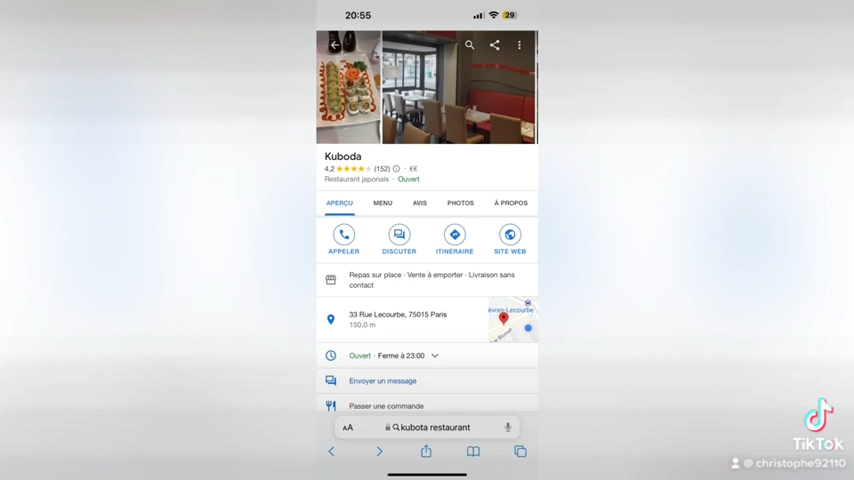 20:55
29
Kuboda
4,2 (152) · €€
Restaurant japonais · Ouvert
APERÇU MENU AVIS PHOTOS À PROPOS
APPELER DISCUTER ITINÉRAIRE SITE WEB
Repas sur place · Vente à emporter · Livraison sans
contact
33 Rue Lecourbe, 75015 Paris
150,0 m
èvres-Lecourbe
Ouvert · Ferme à 23:00
Envoyer un message
Passer une commande
AA kubota restaurant
TikTok
@christophe92110